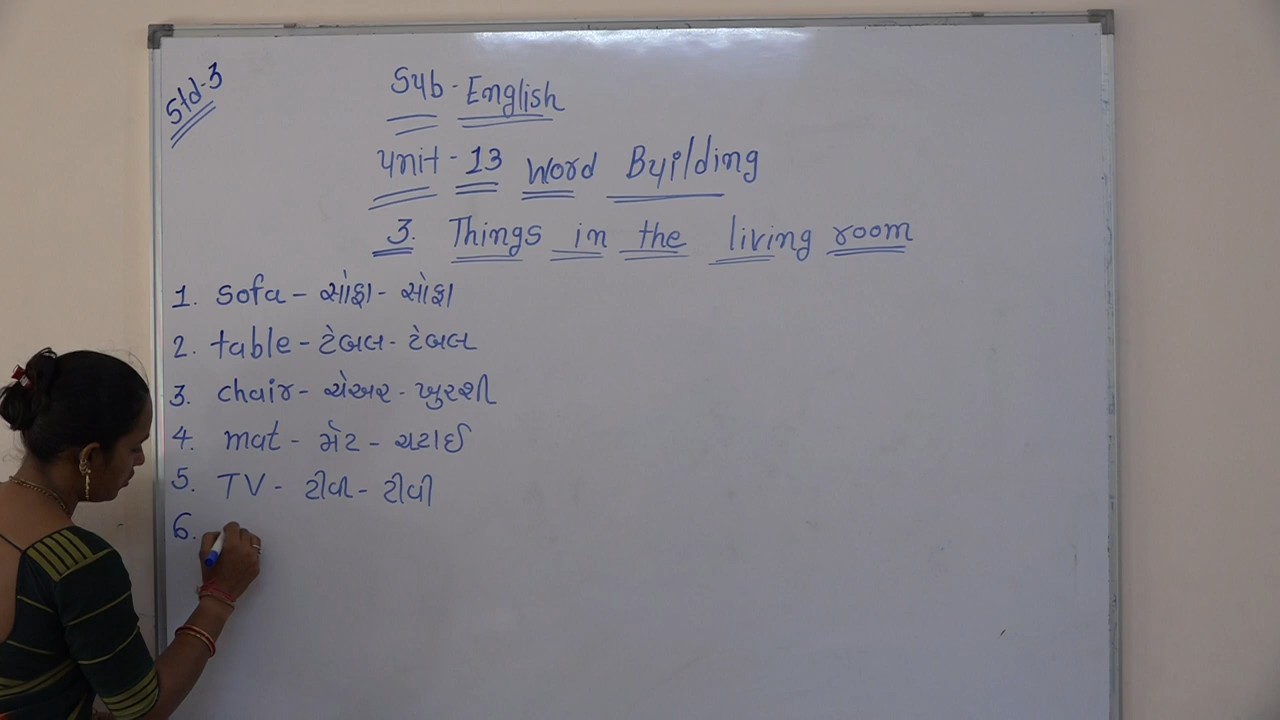 Std-3
Sub - English
Unit - 13 Word Building
3. Things in the living room
1. Sofa - સોફા - સોફા
2. table - ટેબલ - ટેબલ
3. chair - ચેઅર - ખુરશી
4. mat - મૅટ - ચટાઈ
5. TV - ટીવી - ટીવી
6.